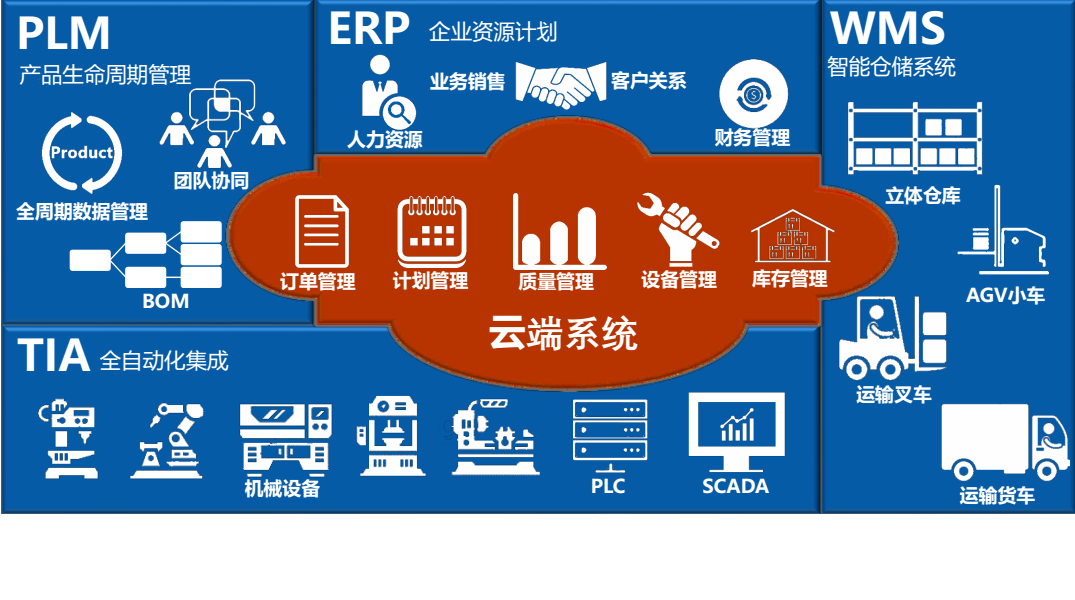 PLM
产品生命周期管理
Product
团队协同
全周期数据管理
BOM
ERP 企业资源计划
人力资源
业务销售
客户关系
财务管理
WMS
智能仓储系统
立体仓库
AGV小车
运输叉车
运输货车
订单管理
计划管理
质量管理
设备管理
库存管理
云端系统
TIA 全自动化集成
机械设备
PLC
SCADA